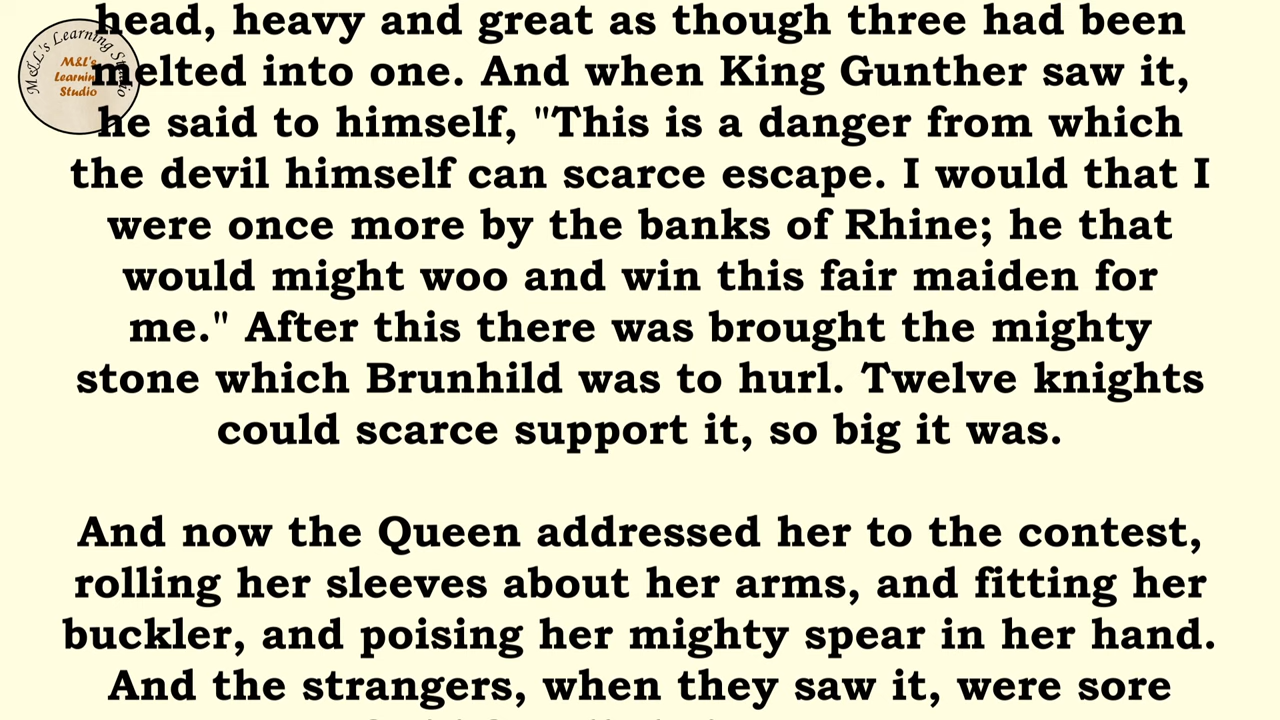 head, heavy and great as though three had been
melted into one. And when King Gunther saw it,
he said to himself, "This is a danger from which
the devil himself can scarce escape. I would that I
were once more by the banks of Rhine; he that
would might woo and win this fair maiden for
me." After this there was brought the mighty
stone which Brunhild was to hurl. Twelve knights
could scarce support it, so big it was.
And now the Queen addressed her to the contest,
rolling her sleeves about her arms, and fitting her
buckler, and poising her mighty spear in her hand.
And the strangers, when they saw it, were sore
M&L's Learning Studio
M&L's
Learning
Studio